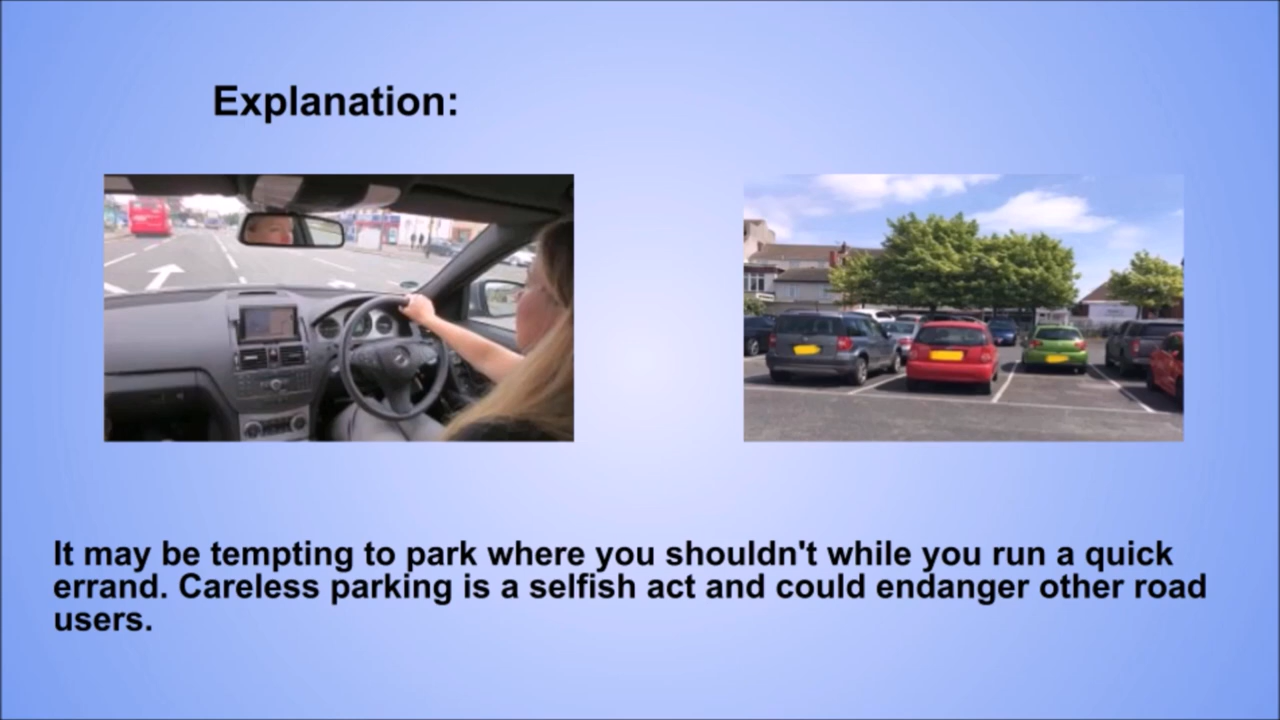 Explanation:
It may be tempting to park where you shouldn't while you run a quick
errand. Careless parking is a selfish act and could endanger other road
users.